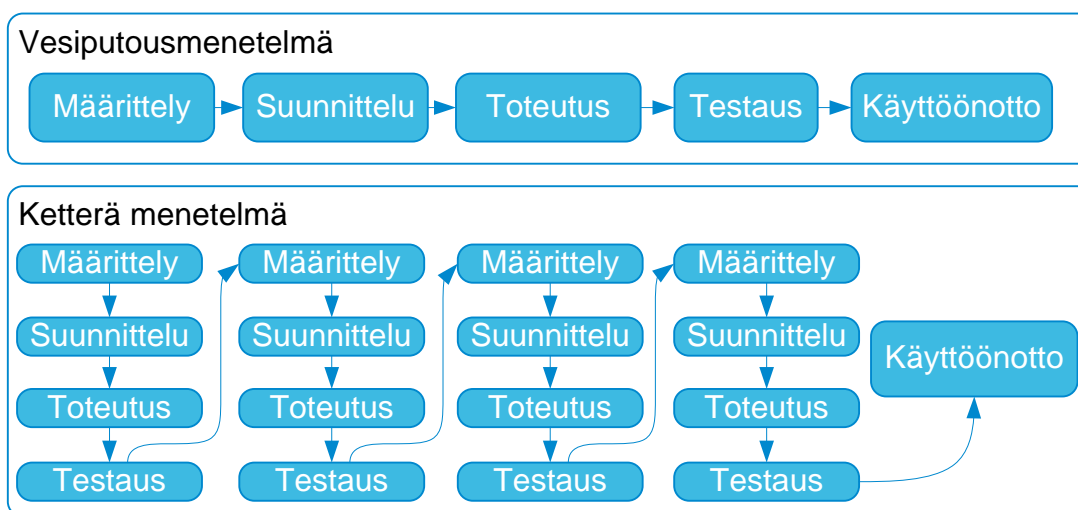 Vesiputousmenetelmä
Määrittely Suunnittelu Toteutus Testaus Käyttöönotto
Ketterä menetelmä
Määrittely Määrittely Määrittely Määrittely
Suunnittelu Suunnittelu Suunnittelu Suunnittelu
Käyttöönotto
Toteutus Toteutus Toteutus Toteutus
Testaus Testaus Testaus Testaus